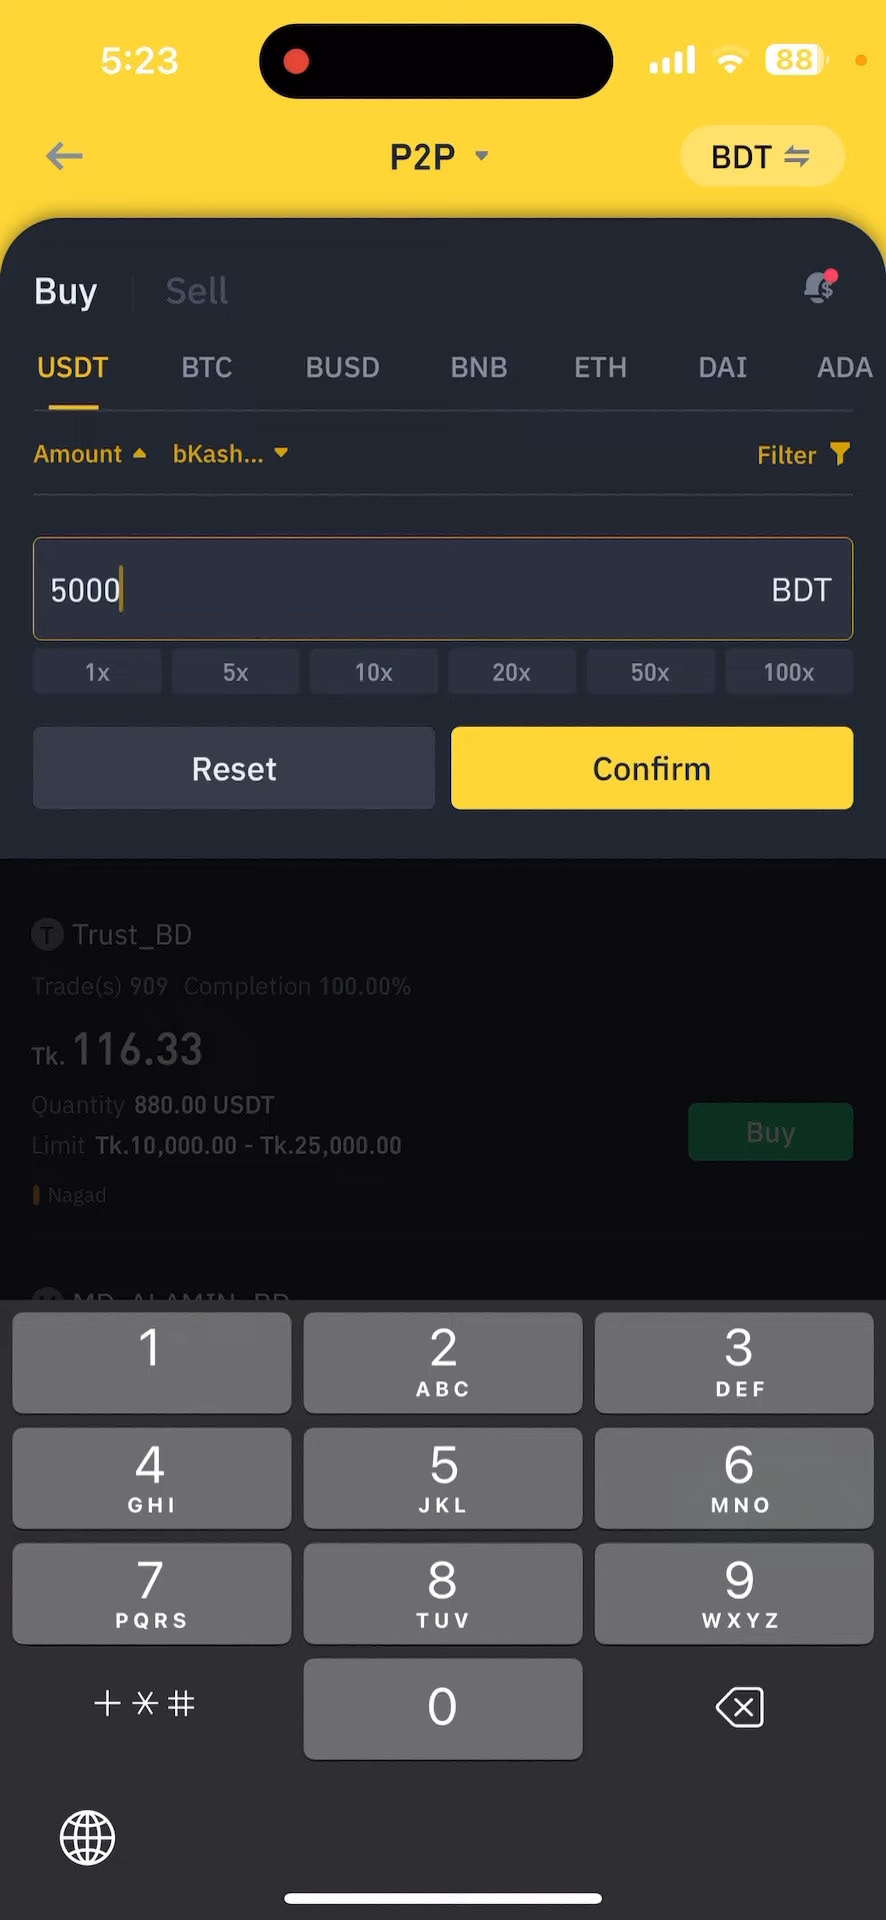 5:23
88
P2P
BDT
Buy
Sell
USDT BTC BUSD BNB ETH DAI ADA
Amount bKash...
Filter
5000 BDT
1x 5x 10x 20x 50x 100x
Reset
Confirm
T Trust_BD
Trade(s) 909 Completion 100.00%
Tk. 116.33
Quantity 880.00 USDT
Limit Tk.10,000.00 - Tk.25,000.00
Buy
Nagad
MD_ALAMIN_BD
1
2
ABC
3
DEF
4
GHI
5
JKL
6
MNO
7
PQRS
8
TUV
9
WXYZ
+*#
0